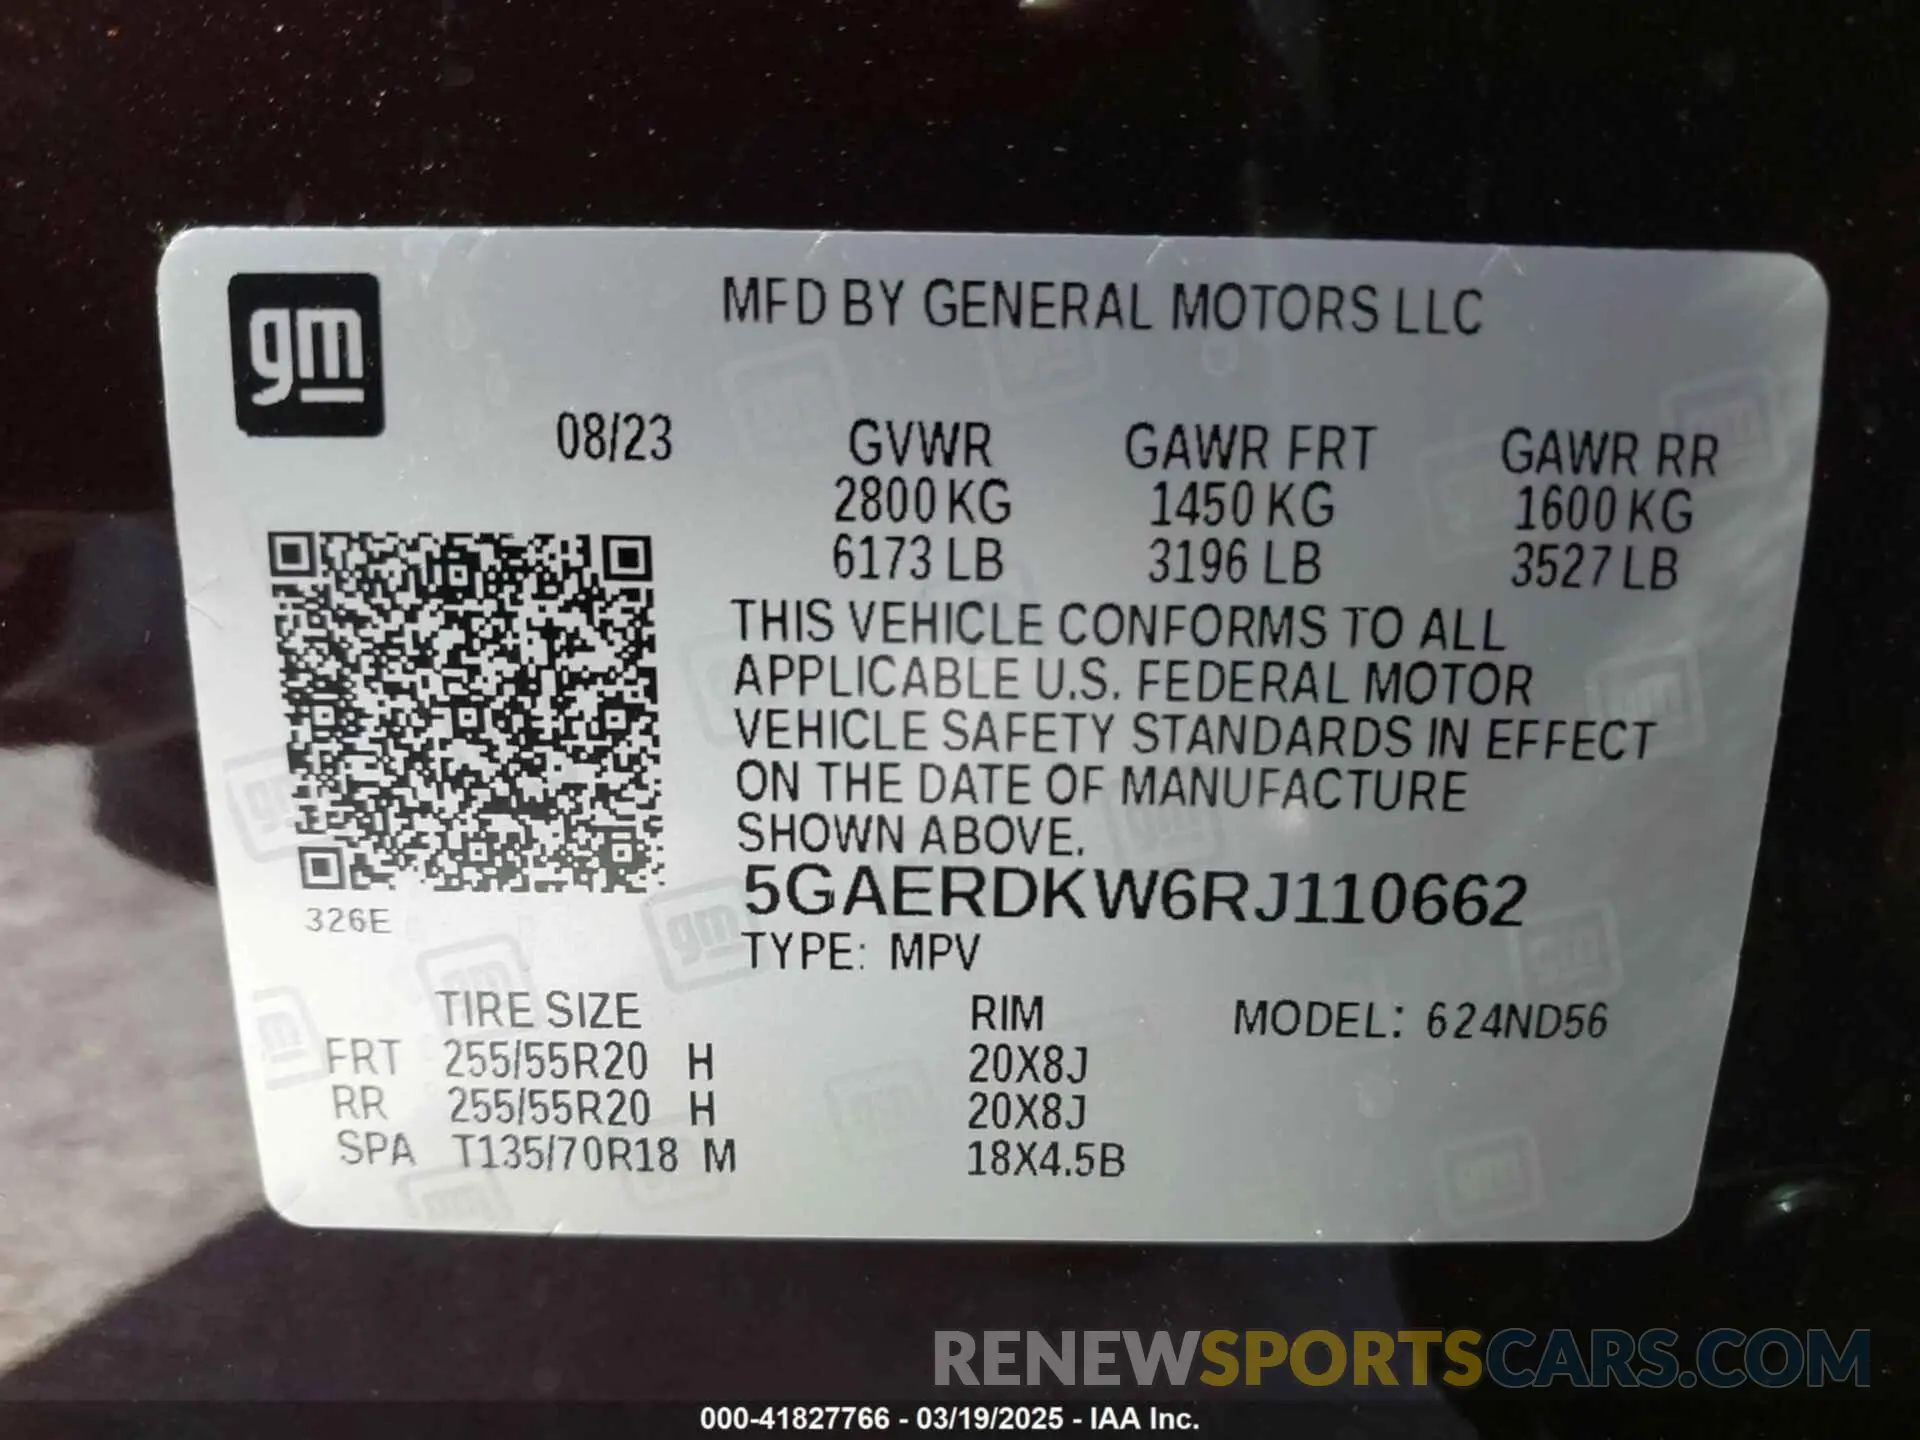 gm
MFD BY GENERAL MOTORS LLC
08/23 GVWR GAWR FRT GAWR RR
2800 KG 1450 KG 1600 KG
6173 LB 3196 LB 3527 LB
THIS VEHICLE CONFORMS TO ALL
APPLICABLE U.S. FEDERAL MOTOR
VEHICLE SAFETY STANDARDS IN EFFECT
ON THE DATE OF MANUFACTURE
SHOWN ABOVE.
5GAERDKW6RJ110662
326E
TYPE: MPV
TIRE SIZE RIM MODEL: 624ND56
FRT 255/55R20 H 20X8J
RR 255/55R20 H 20X8J
SPA T135/70R18 M 18X4.5B
RENEWSPORTSCARS.COM
000-41827766 - 03/19/2025 - IAA Inc.